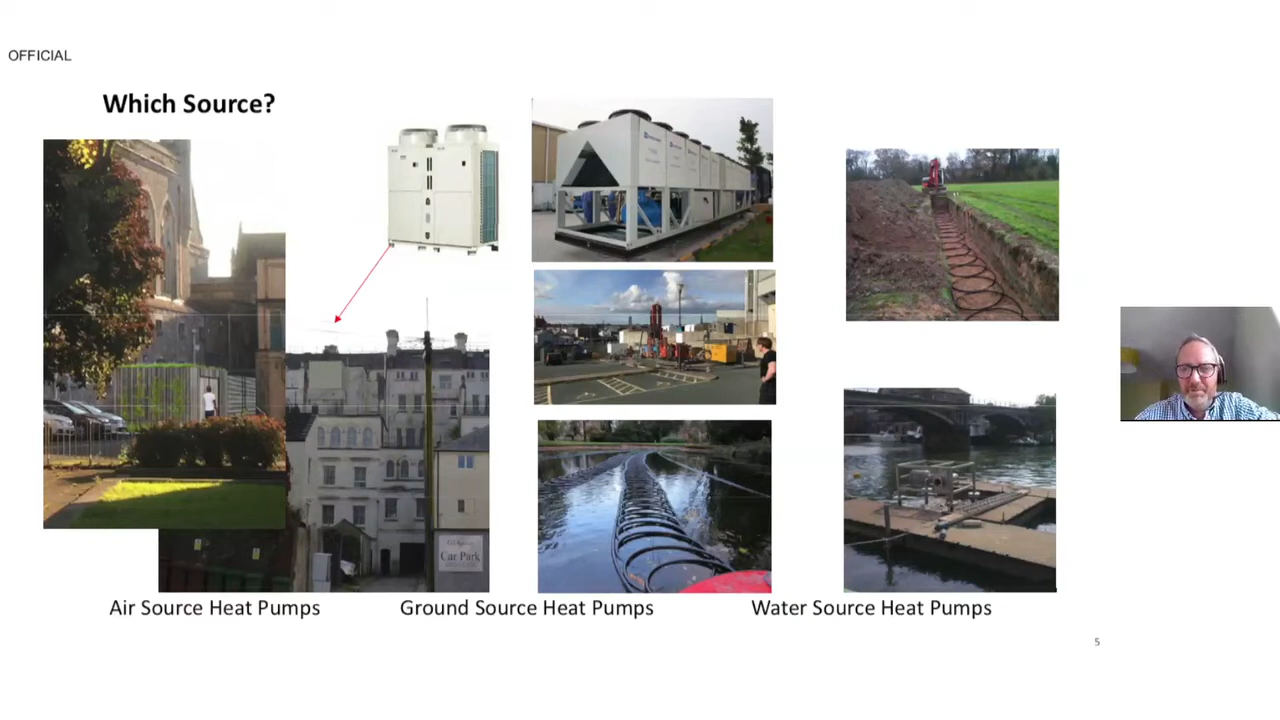 OFFICIAL
Which Source?
Car Park
Air Source Heat Pumps
Ground Source Heat Pumps
Water Source Heat Pumps
5